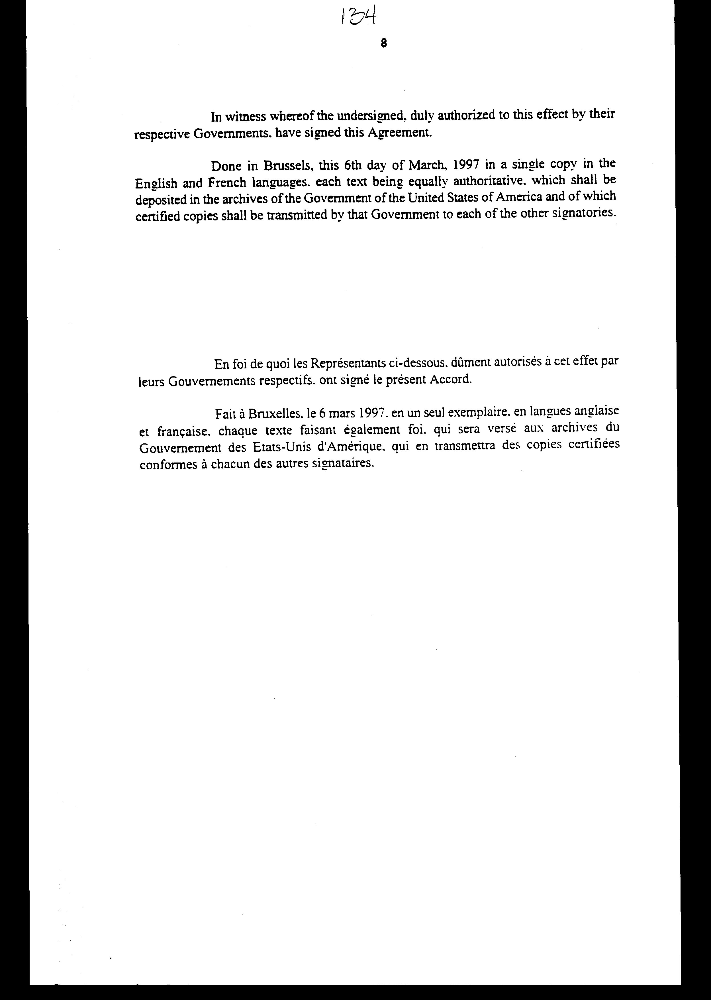 134
8
In witness whereof the undersigned, duly authorized to this effect by their
respective Governments, have signed this Agreement.
Done in Brussels, this 6th day of March, 1997 in a single copy in the
English and French languages, each text being equally authoritative, which shall be
deposited in the archives of the Government of the United States of America and of which
certified copies shall be transmitted by that Government to each of the other signatories.
En foi de quoi les Représentants ci-dessous, dûment autorisés à cet effet par
leurs Gouvernements respectifs, ont signé le présent Accord.
Fait à Bruxelles, le 6 mars 1997, en un seul exemplaire, en langues anglaise
et française, chaque texte faisant également foi, qui sera versé aux archives du
Gouvernement des Etats-Unis d'Amérique, qui en transmettra des copies certifiées
conformes à chacun des autres signataires.